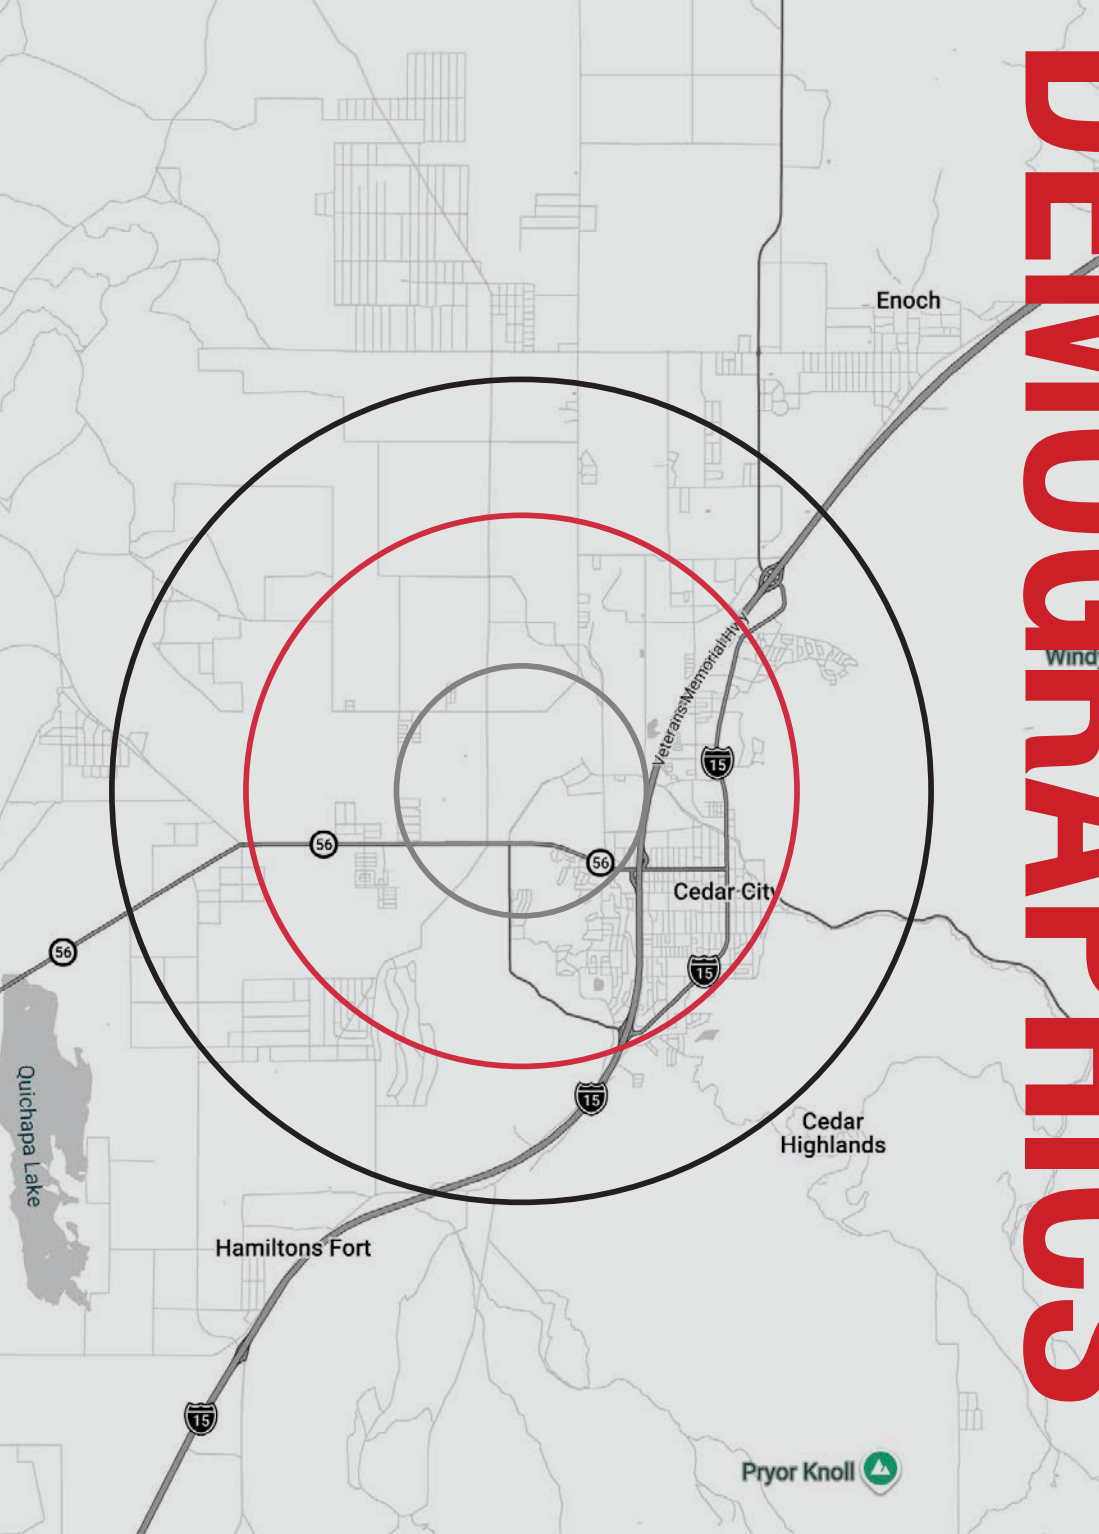 DEMOGRAPHICS
Enoch
Wind
Veterans Memorial Hwy
15
56
56
Cedar City
56
15
Quichapa Lake
15
Cedar
Highlands
Hamiltons Fort
15
Pryor Knoll